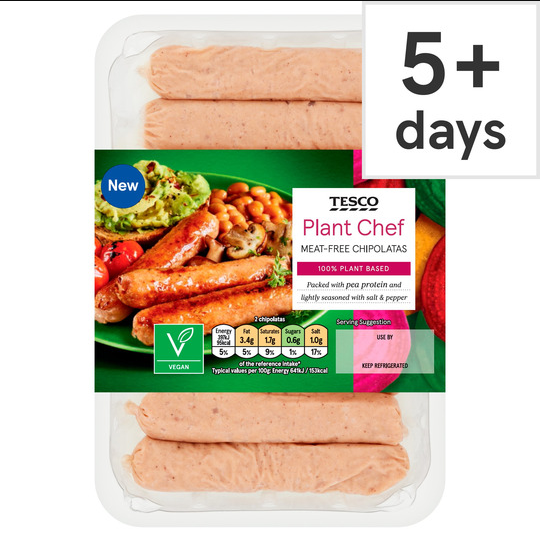 5+
days
New
TESCO
Plant Chef
MEAT-FREE CHIPOLATAS
100% PLANT BASED
Packed with pea protein and
lightly seasoned with salt & pepper
2 chipolatas
Energy Fat Saturates Sugars Salt
397kJ 3.4g 1.7g 0.6g 1.0g
95kcal
5% 5% 9% 1% 17%
of the reference intake*
Typical values per 100g: Energy 641kJ / 153kcal
V
VEGAN
Serving Suggestion
USE BY
KEEP REFRIGERATED